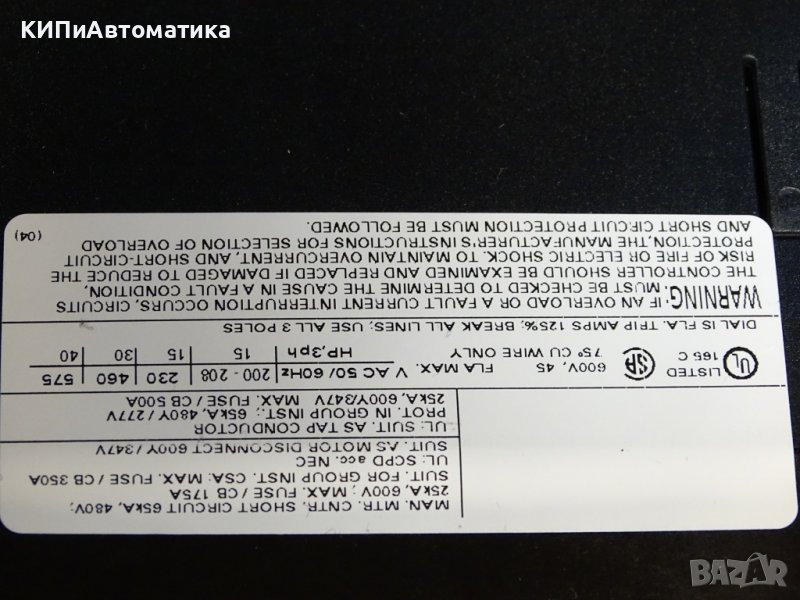 КИПиАвтоматика
MAN. MTR. CNTR. SHORT CIRCUIT 65kA, 480V;
25kA, 600V; MAX. FUSE / CB 175A
SUIT. FOR GROUP INST. CSA: MAX. FUSE / CB 350A
UL: SCPD acc. NEC
SUIT. AS MOTOR DISCONNECT 600Y/347V
UL: SUIT. AS TAP CONDUCTOR
PROT. IN GROUP INST.: 65kA, 480Y/277V
25kA, 600Y/347V MAX. FUSE / CB 500A
UL LISTED 165 C
SA
600V, 45 FLA MAX.
75° CU WIRE ONLY
V AC 50/60Hz 200 - 208 230 460 575
HP,3ph 15 15 30 40
DIAL IS FLA. TRIP AMPS 125%; BREAK ALL LINES; USE ALL 3 POLES
WARNING: IF AN OVERLOAD OR A FAULT CURRENT INTERRUPTION OCCURS, CIRCUITS
MUST BE CHECKED TO DETERMINE THE CAUSE IN A FAULT CONDITION,
THE CONTROLLER SHOULD BE EXAMINED AND REPLACED IF DAMAGED TO REDUCE THE
RISK OF FIRE OR ELECTRIC SHOCK. TO MAINTAIN OVERCURRENT, AND SHORT-CIRCUIT
PROTECTION, THE MANUFACTURER'S INSTRUCTIONS FOR SELECTION OF OVERLOAD
AND SHORT CIRCUIT PROTECTION MUST BE FOLLOWED.
(04)
BAZAR